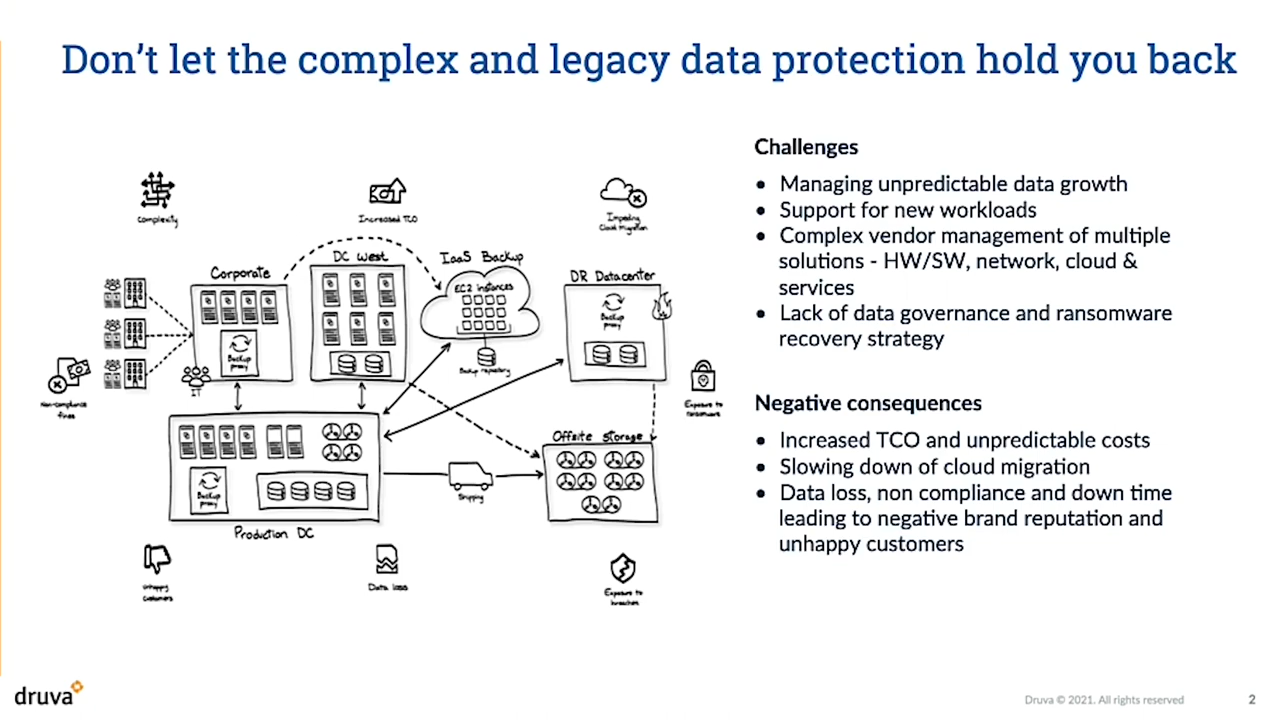 Don't let the complex and legacy data protection hold you back
Complexity
Increased TCO
Impeding
Cloud Migration
Corporate
DC West
IaaS Backup
EC2 instances
DR Datacenter
Backup
proxy
Backup
proxy
IT
Backup repository
Non-compliance
fines
Exposure to
ransomware
Offsite Storage
Backup
proxy
Shipping
Production DC
Unhappy
customers
Data loss
Exposure to
breaches
Challenges
• Managing unpredictable data growth
• Support for new workloads
• Complex vendor management of multiple
solutions - HW/SW, network, cloud &
services
• Lack of data governance and ransomware
recovery strategy
Negative consequences
• Increased TCO and unpredictable costs
• Slowing down of cloud migration
• Data loss, non compliance and down time
leading to negative brand reputation and
unhappy customers
druva
Druva © 2021. All rights reserved
2